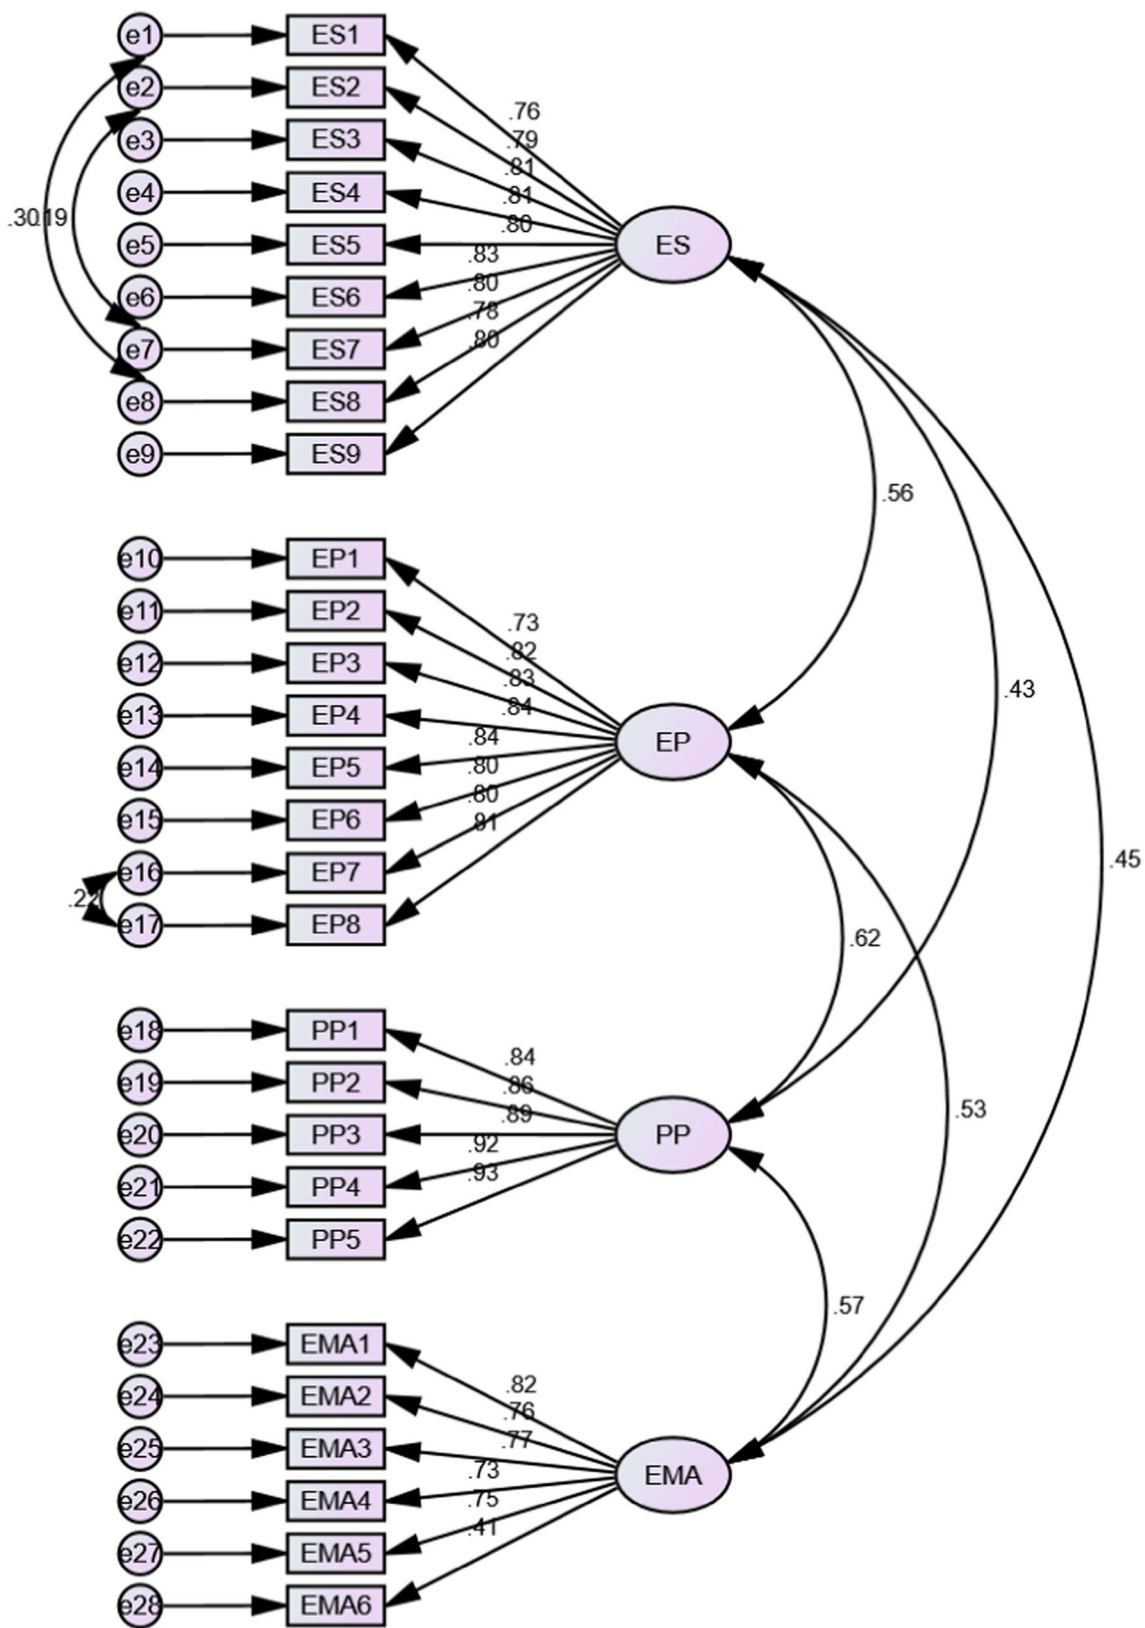 e1 ES1
e2 ES2
e3 ES3
e4 ES4
e5 ES5
e6 ES6
e7 ES7
e8 ES8
e9 ES9
.30 .19
.76
.79
.81
.81
.80
.83
.80
.78
.80
ES
.56
.43
.45
e10 EP1
e11 EP2
e12 EP3
e13 EP4
e14 EP5
e15 EP6
e16 EP7
e17 EP8
.22
.73
.82
.83
.84
.84
.80
.80
.81
EP
.62
.53
e18 PP1
e19 PP2
e20 PP3
e21 PP4
e22 PP5
.84
.86
.89
.92
.93
PP
.57
e23 EMA1
e24 EMA2
e25 EMA3
e26 EMA4
e27 EMA5
e28 EMA6
.82
.76
.77
.73
.75
.41
EMA